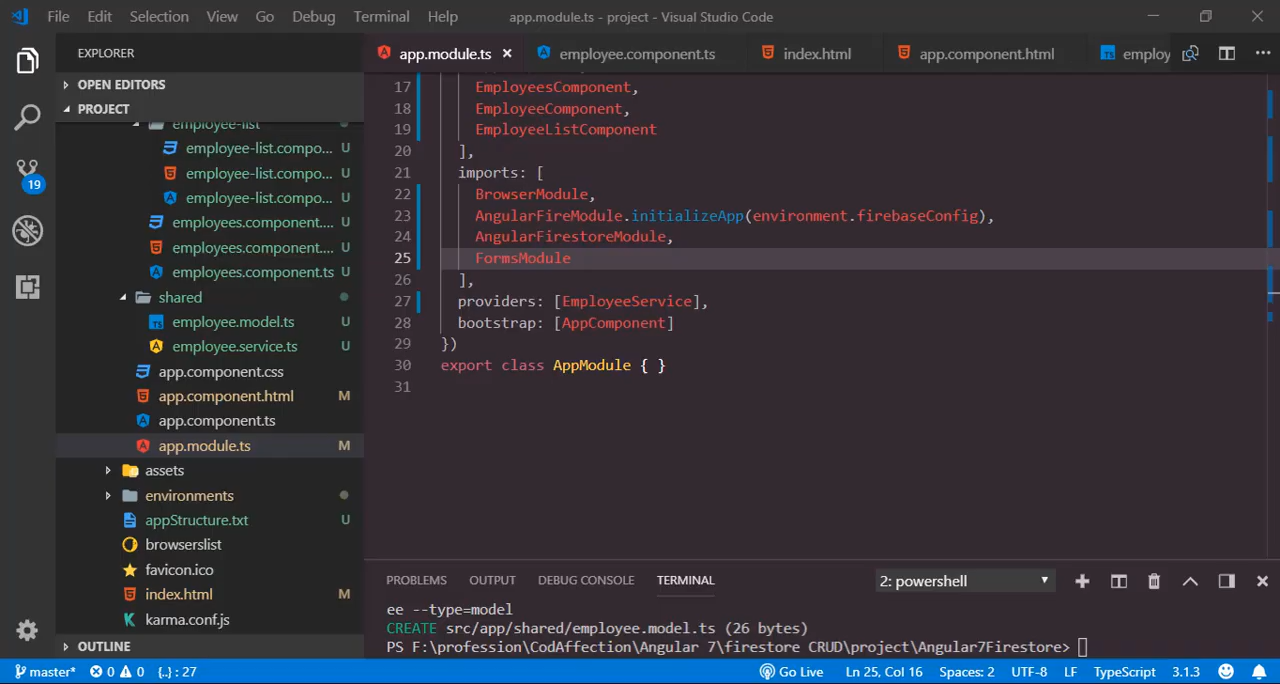 File Edit Selection View Go Debug Terminal Help app.module.ts - project - Visual Studio Code
EXPLORER
OPEN EDITORS
PROJECT
employee-list
employee-list.compo... U
employee-list.compo... U
employee-list.compo... U
employees.component.... U
employees.component.... U
employees.component.ts U
shared
employee.model.ts U
employee.service.ts U
app.component.css
app.component.html M
app.component.ts
app.module.ts M
assets
environments
appStructure.txt U
browserslist
favicon.ico
index.html M
karma.conf.js
OUTLINE
19
app.module.ts employee.component.ts index.html app.component.html TS employ
17 EmployeesComponent,
18 EmployeeComponent,
19 EmployeeListComponent
20 ],
21 imports: [
22 BrowserModule,
23 AngularFireModule.initializeApp(environment.firebaseConfig),
24 AngularFirestoreModule,
25 FormsModule
26 ],
27 providers: [EmployeeService],
28 bootstrap: [AppComponent]
29 })
30 export class AppModule { }
31
PROBLEMS OUTPUT DEBUG CONSOLE TERMINAL 2: powershell
ee --type=model
CREATE src/app/shared/employee.model.ts (26 bytes)
PS F:\profession\CodAffection\Angular 7\firestore CRUD\project\Angular7Firestore>
master* 0 0 {..} : 27 Go Live Ln 25, Col 16 Spaces: 2 UTF-8 LF TypeScript 3.1.3